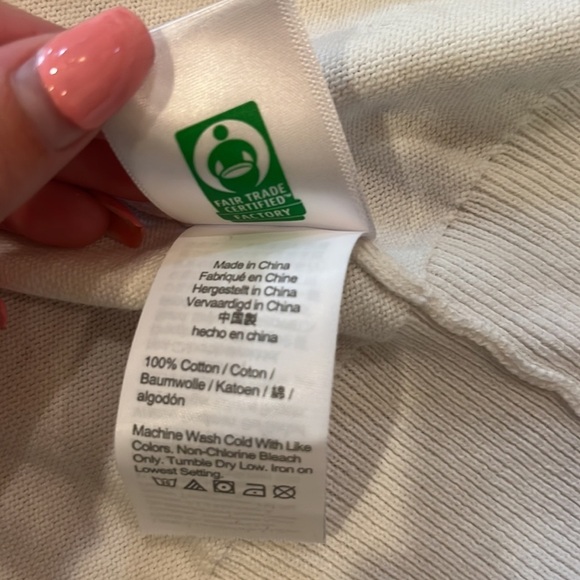 FAIR TRADE
CERTIFIED™
FACTORY
Made in China
Fabriqué en Chine
Hergestellt in China
Vervaardigd in China
中国製
hecho en china
100% Cotton / Coton /
Baumwolle / Katoen / 綿 /
algodón
Machine Wash Cold With Like
Colors. Non-Chlorine Bleach
Only. Tumble Dry Low. Iron on
Lowest Setting.